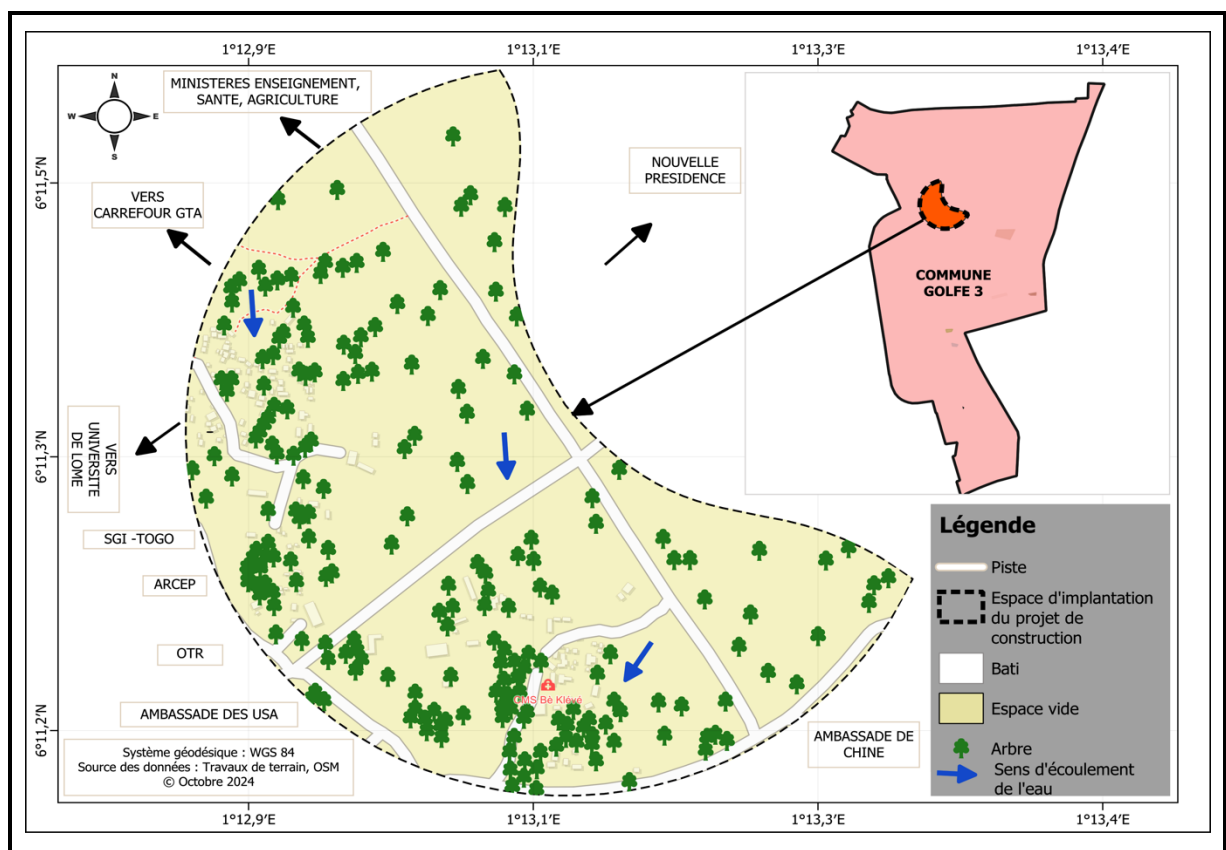 1°12,9’E
1°13,1’E
1°13,3’E
1°13,4’E
N
W
E
S
MINISTERES ENSEIGNEMENT,
SANTE, AGRICULTURE
VERS
CARREFOUR GTA
NOUVELLE
PRESIDENCE
6°11,5’N
6°11,3’N
6°11,2’N
COMMUNE
GOLFE 3
VERS
UNIVERSITE
DE LOME
SGI -TOGO
ARCEP
OTR
AMBASSADE DES USA
CMS Bè Klévé
AMBASSADE DE
CHINE
Système géodésique : WGS 84
Source des données : Travaux de terrain, OSM
© Octobre 2024
Légende
Piste
Espace d'implantation
du projet de
construction
Bati
Espace vide
Arbre
Sens d'écoulement
de l'eau
1°12,9’E
1°13,1’E
1°13,3’E
1°13,4’E